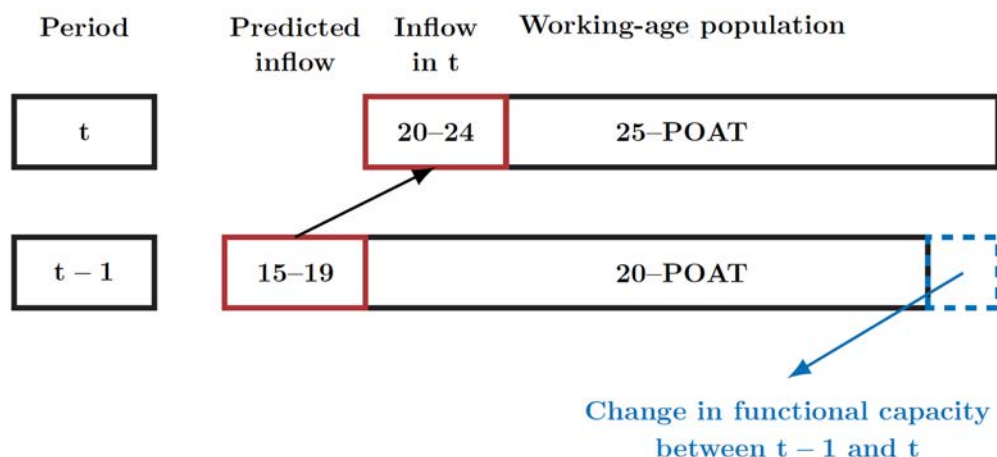 Period
Predicted
inflow
Inflow
in t
Working-age population
t
20–24
25–POAT
t − 1
15–19
20–POAT
Change in functional capacity
between t − 1 and t